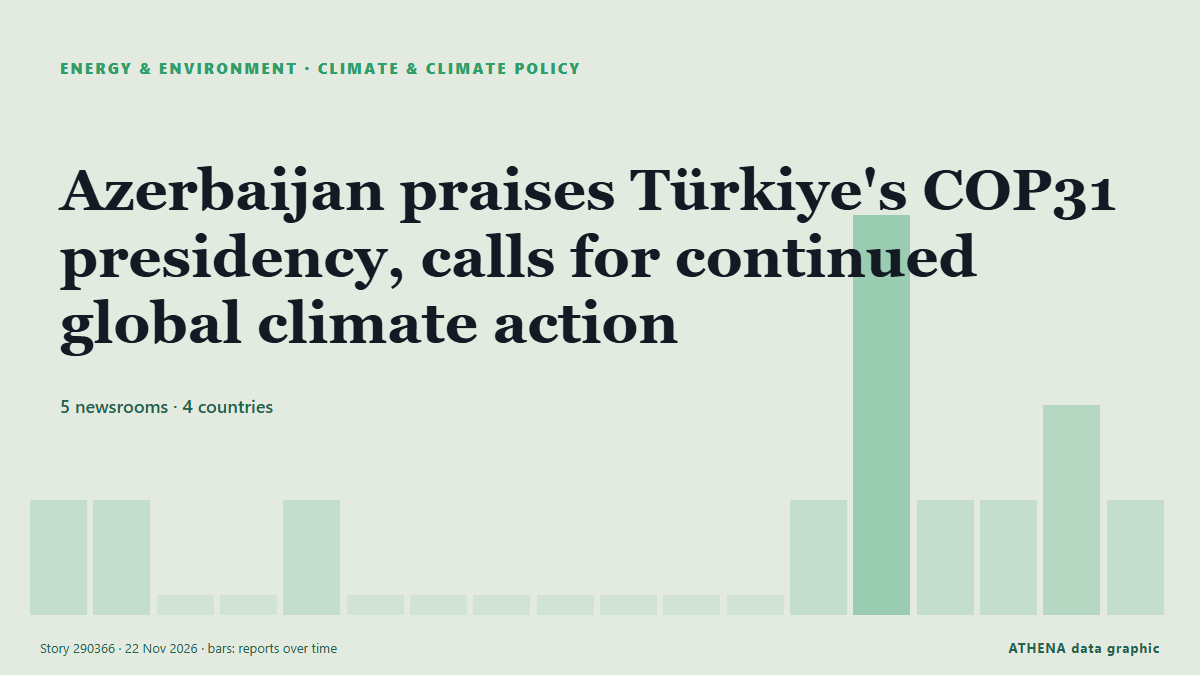 ENERGY & ENVIRONMENT · CLIMATE & CLIMATE POLICY
Azerbaijan praises Türkiye's COP31
presidency, calls for continued
global climate action
5 newsrooms · 4 countries
Story 290366 · 22 Nov 2026 · bars: reports over time
ATHENA data graphic